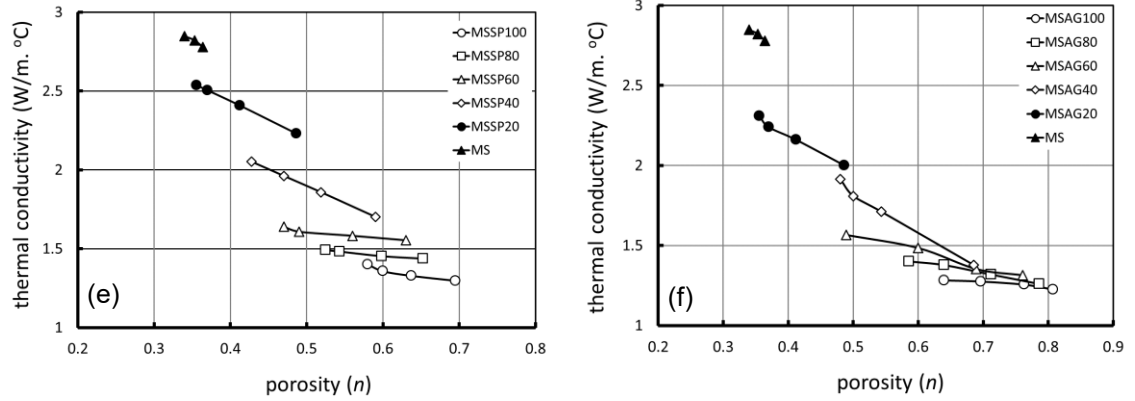 3
2.5
2
1.5
1
thermal conductivity (W/m. ºC)
MSSP100
MSSP80
MSSP60
MSSP40
MSSP20
MS
(e)
0.2 0.3 0.4 0.5 0.6 0.7 0.8
porosity (n)
3
2.5
2
1.5
1
thermal conductivity (W/m. ºC)
MSAG100
MSAG80
MSAG60
MSAG40
MSAG20
MS
(f)
0.2 0.3 0.4 0.5 0.6 0.7 0.8 0.9
porosity (n)